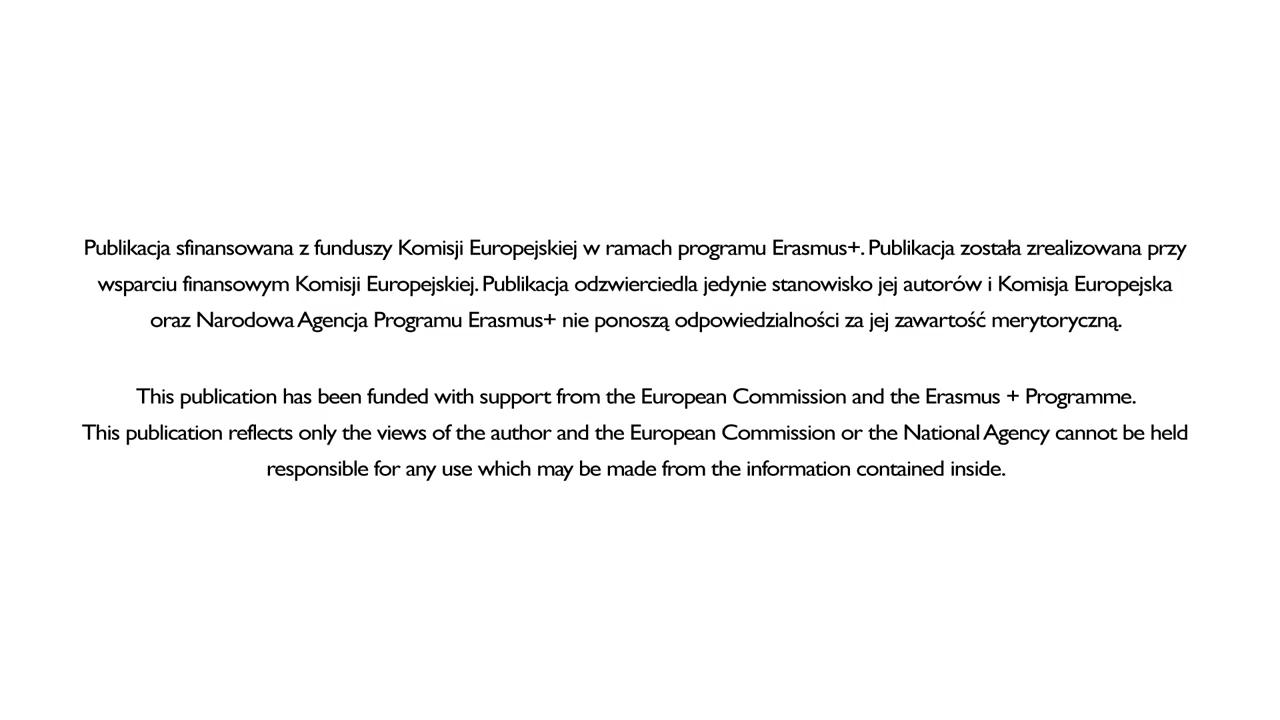 Publikacja sfinansowana z funduszy Komisji Europejskiej w ramach programu Erasmus+. Publikacja została zrealizowana przy
wsparciu finansowym Komisji Europejskiej. Publikacja odzwierciedla jedynie stanowisko jej autorów i Komisja Europejska
oraz Narodowa Agencja Programu Erasmus+ nie ponoszą odpowiedzialności za jej zawartość merytoryczną.
This publication has been funded with support from the European Commission and the Erasmus + Programme.
This publication reflects only the views of the author and the European Commission or the National Agency cannot be held
responsible for any use which may be made from the information contained inside.